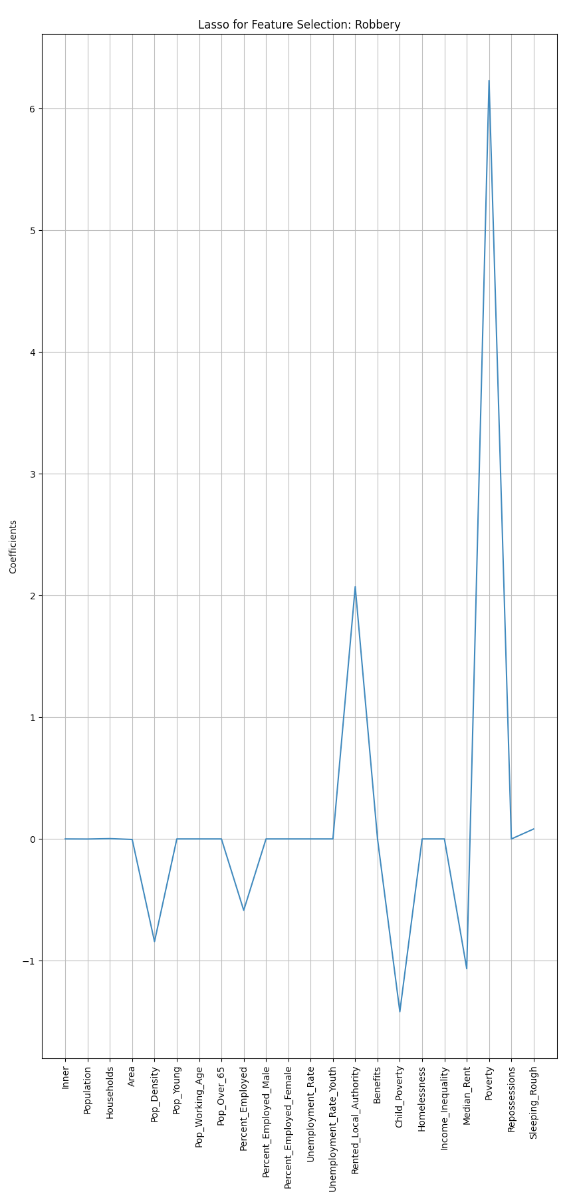 Lasso for Feature Selection: Robbery
6
5
4
3
2
1
0
−1
Coefficients
Inner
Population
Households
Area
Pop_Density
Pop_Young
Pop_Working_Age
Pop_Over_65
Percent_Employed
Percent_Employed_Male
Percent_Employed_Female
Unemployment_Rate
Unemployment_Rate_Youth
Rented_Local_Authority
Benefits
Child_Poverty
Homelessness
Income_Inequality
Median_Rent
Poverty
Repossessions
Sleeping_Rough